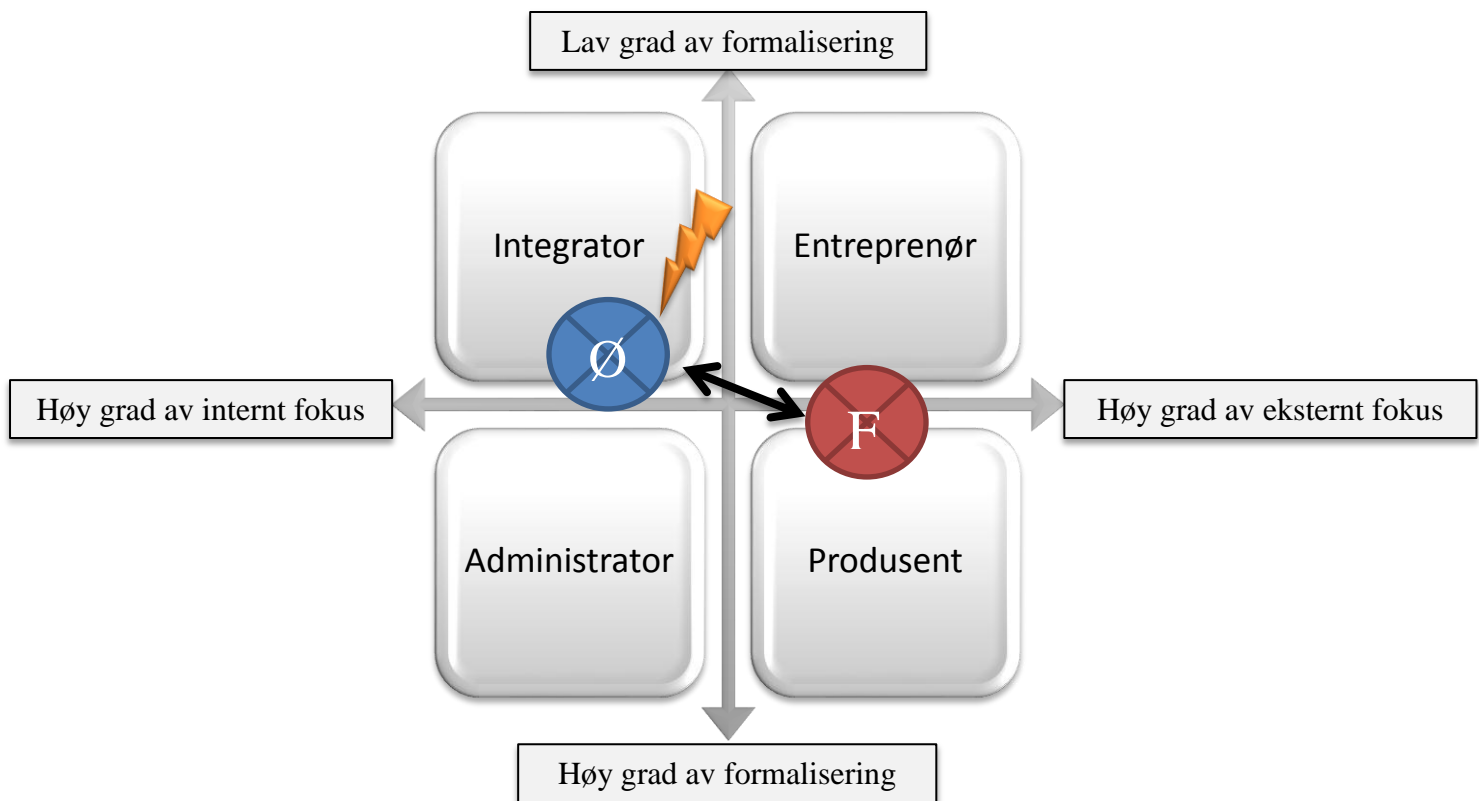 Lav grad av formalisering
Integrator
Entreprenør
Ø
Høy grad av internt fokus
F
Høy grad av eksternt fokus
Administrator
Produsent
Høy grad av formalisering